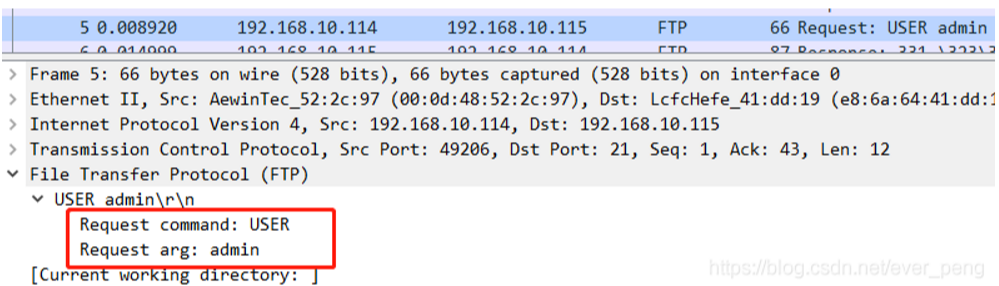 5 0.008920 192.168.10.114 192.168.10.115 FTP 66 Request: USER admin
6 0.014999 192.168.10.115 192.168.10.114 FTP 87 Response: 331
Frame 5: 66 bytes on wire (528 bits), 66 bytes captured (528 bits) on interface 0
Ethernet II, Src: AewinTec_52:2c:97 (00:0d:48:52:2c:97), Dst: LcfcHefe_41:dd:19 (e8:6a:64:41:dd:1
Internet Protocol Version 4, Src: 192.168.10.114, Dst: 192.168.10.115
Transmission Control Protocol, Src Port: 49206, Dst Port: 21, Seq: 1, Ack: 43, Len: 12
File Transfer Protocol (FTP)
USER admin\r\n
Request command: USER
Request arg: admin
[Current working directory: ]
https://blog.csdn.net/ever_peng